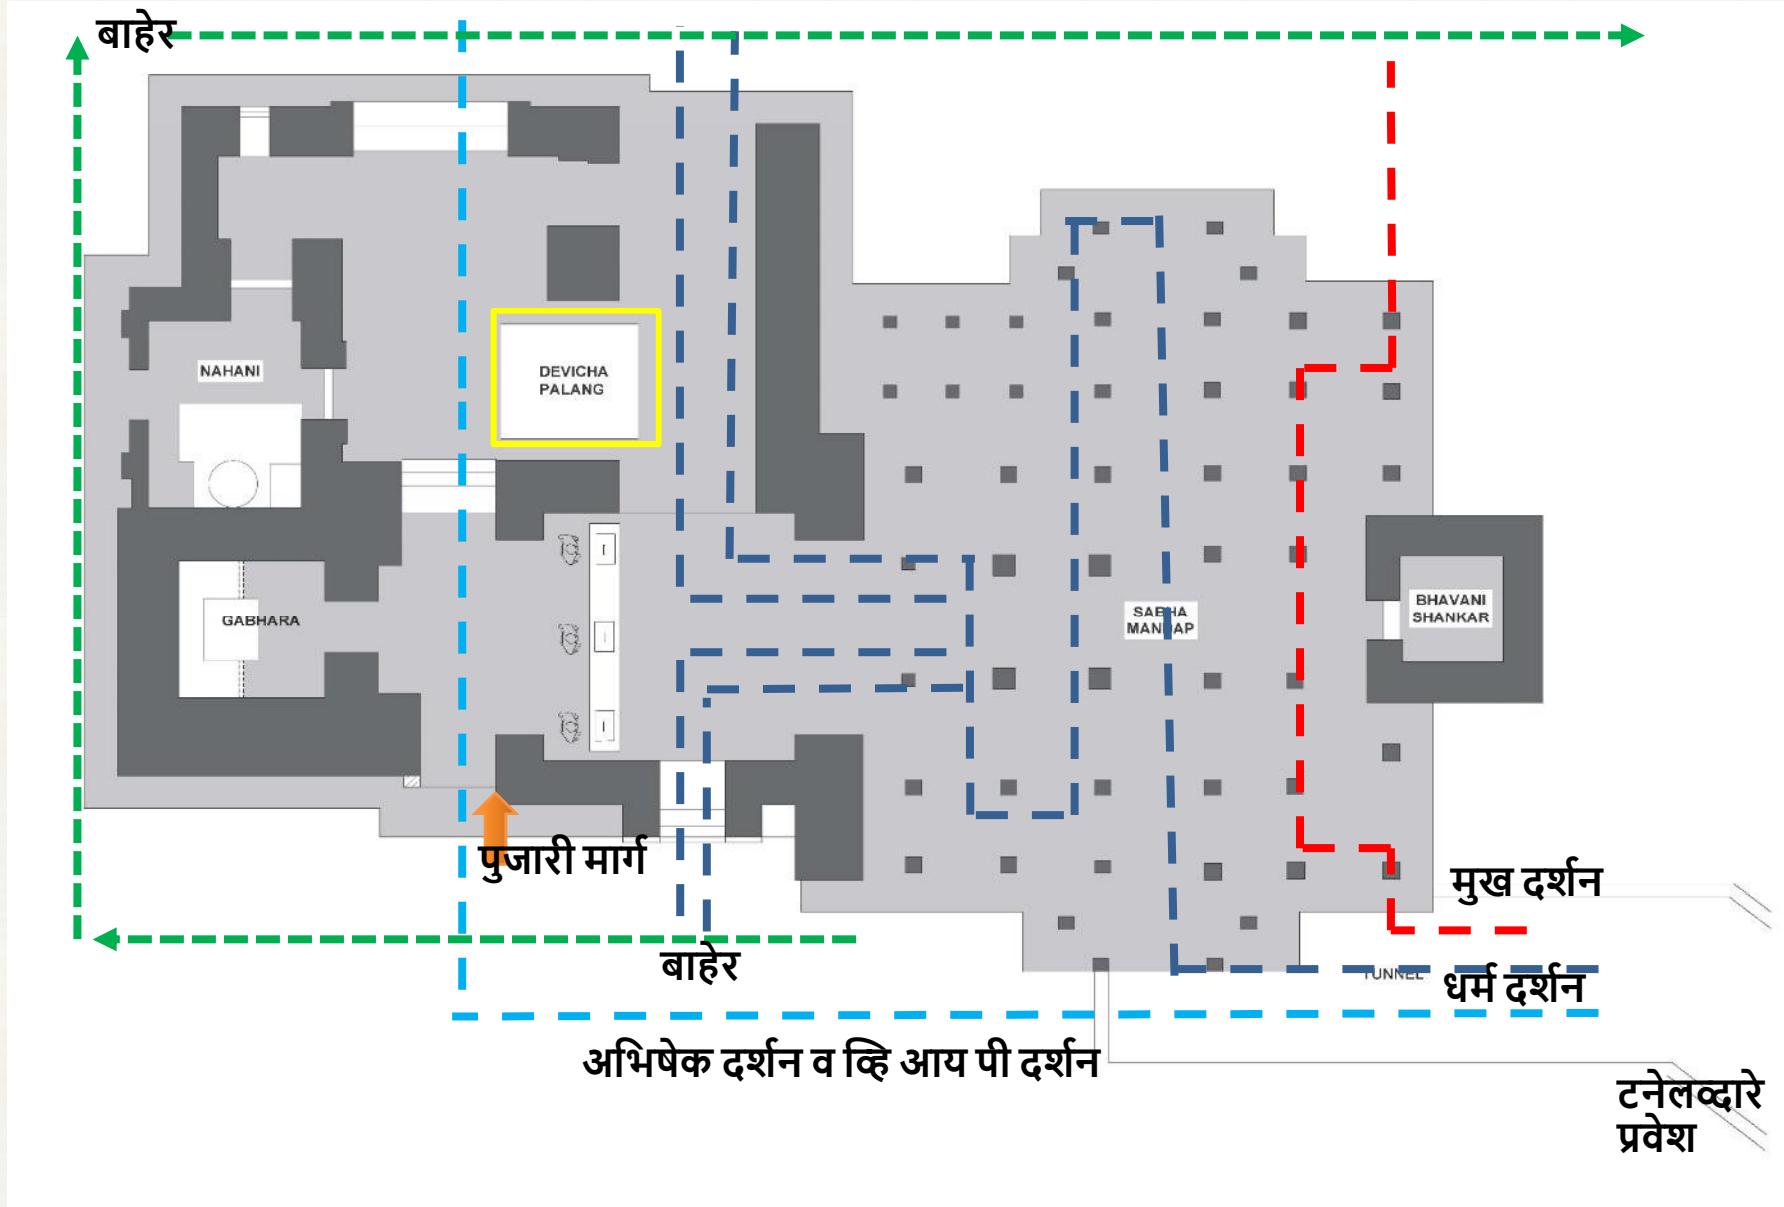 बाहेर
NAHANI
DEVICHA
PALANG
GABHARA
SABHA
MANDAP
BHAVANI
SHANKAR
पुजारी मार्ग
मुख दर्शन
बाहेर
TUNNEL
धर्म दर्शन
अभिषेक दर्शन व व्हि आय पी दर्शन
टनेलव्दारे
प्रवेश